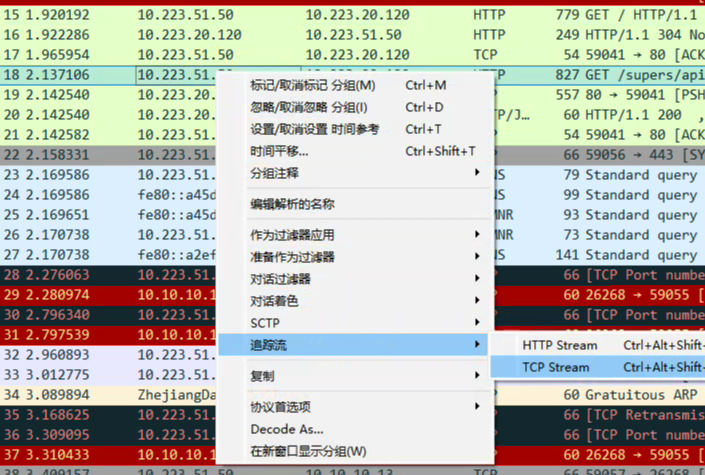 15 1.920192 10.223.51.50 10.223.20.120 HTTP 779 GET / HTTP/1.1
16 1.922286 10.223.20.120 10.223.51.50 HTTP 249 HTTP/1.1 304 No
17 1.965954 10.223.51.50 10.223.20.120 TCP 54 59041 → 80 [ACK
18 2.137106 10.223.51. 827 GET /supers/api
标记/取消标记 分组(M) Ctrl+M
19 2.142540 10.223.20. 557 80 → 59041 [PSH
忽略/取消忽略 分组(I) Ctrl+D
20 2.142540 10.223.20. TP/J… 60 HTTP/1.1 200
设置/取消设置 时间参考 Ctrl+T
21 2.142582 10.223.51. 54 59041 → 80 [ACK
时间平移... Ctrl+Shift+T
22 2.158331 10.223.51. 66 59056 → 443 [SY
分组注释
23 2.169586 10.223.51. NS 79 Standard query
24 2.169586 fe80::a45d NS 99 Standard query
编辑解析的名称
25 2.169651 fe80::a45d MNR 93 Standard query
26 2.170738 10.223.51. MNR 73 Standard query
作为过滤器应用
27 2.170738 fe80::a2ef NS 141 Standard query
准备作为过滤器
28 2.276063 10.223.51. 66 [TCP Port numbe
对话过滤器
29 2.280974 10.10.10.1 60 26268 → 59055 [
对话着色
30 2.796340 10.223.51. 66 [TCP Port numbe
SCTP
31 2.797539 10.10.10.1
追踪流 HTTP Stream Ctrl+Alt+Shift+
32 2.960893 10.223.51.
33 3.012775 10.223.51. TCP Stream Ctrl+Alt+Shift+
复制
34 3.089894 ZhejiangDa 60 Gratuitous ARP
协议首选项
35 3.168625 10.223.51. 66 [TCP Retransmis
Decode As...
36 3.309095 10.223.51. 66 [TCP Port numbe
在新窗口显示分组(W)
37 3.310433 10.10.10.1 60 26268 → 59055 [